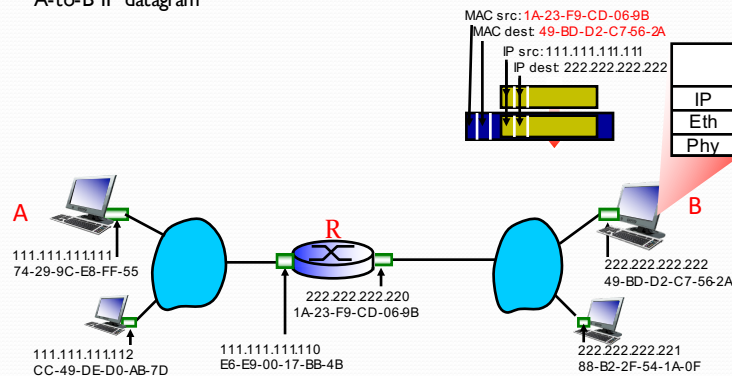 A-to-B IP datagram
MAC src: 1A-23-F9-CD-06-9B
MAC dest: 49-BD-D2-C7-56-2A
IP src: 111.111.111.111
IP dest: 222.222.222.222
IP
Eth
Phy
A
R
B
111.111.111.111
74-29-9C-E8-FF-55
222.222.222.222
49-BD-D2-C7-56-2A
222.222.222.220
1A-23-F9-CD-06-9B
111.111.111.112
CC-49-DE-D0-AB-7D
111.111.111.110
E6-E9-00-17-BB-4B
222.222.222.221
88-B2-2F-54-1A-0F